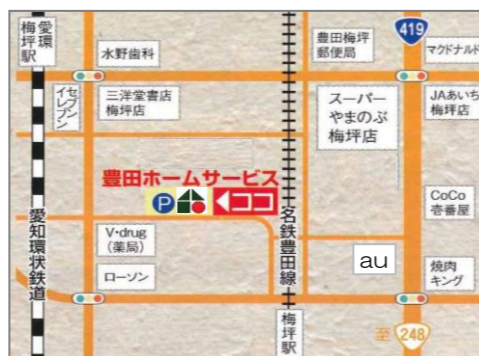 愛環
梅坪駅
水野歯科
豊田梅坪
郵便局
419
マクドナルド
セブン
イレブン
三洋堂書店
梅坪店
スーパー
やまのぶ
梅坪店
JAあいち
梅坪店
豊田ホームサービス
P
ココ
愛知環状鉄道
名鉄豊田線
CoCo
壱番屋
V・drug
(薬局)
au
ローソン
焼肉
キング
梅坪駅
至 248